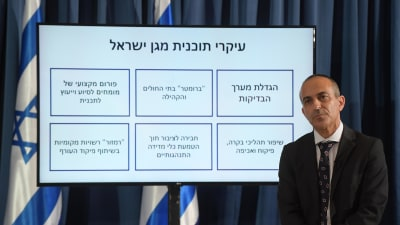 עיקרי תוכנית מגן ישראל
הגדלת מערך
הבדיקות
"ברומטר" בתי החולים
והקהילה
פורום מקצועי של
מומחים לסיוע וייעוץ
לתכנית
שיפור תהליכי בקרה,
פיקוח ואכיפה
חבירה לציבור תוך
הטמעת כלי מדידה
התנהגותיים
"רמזור" רשויות מקומיות
בשיתוף פיקוד העורף